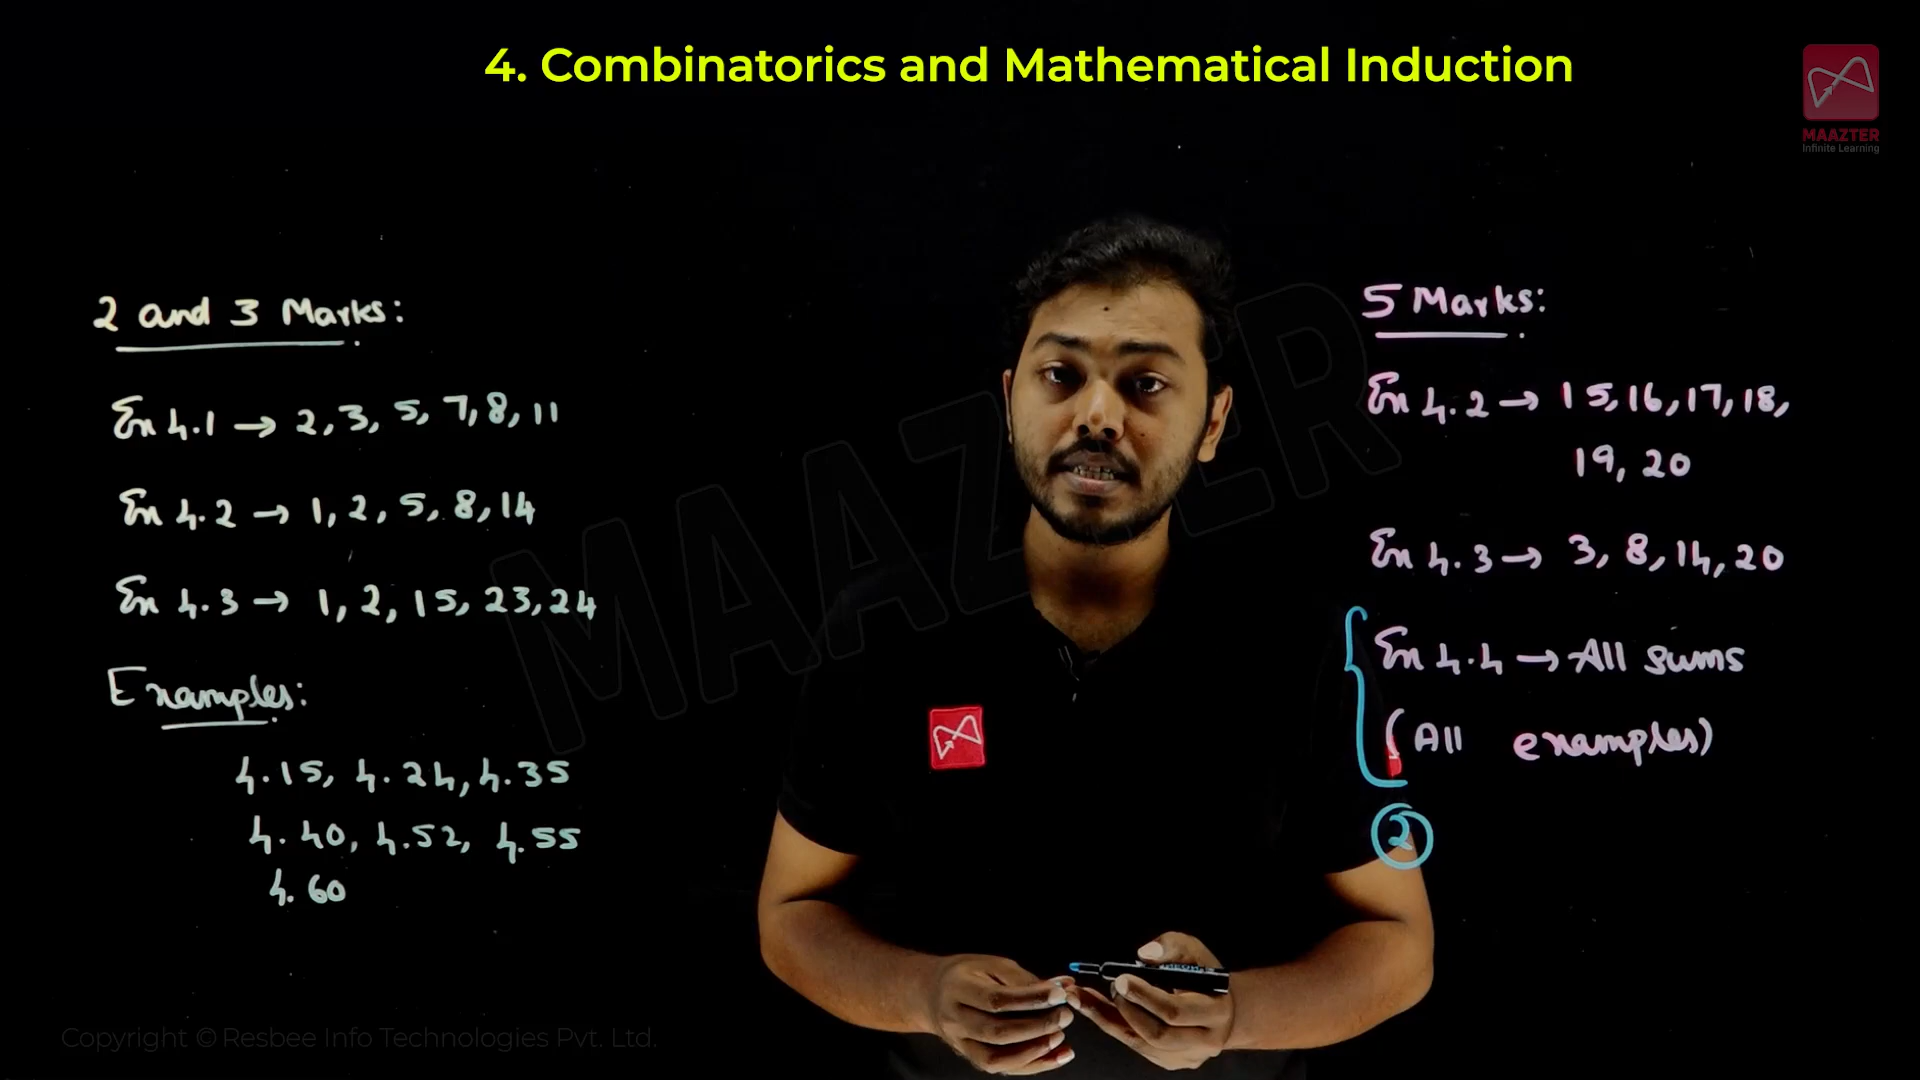 4. Combinatorics and Mathematical Induction
MAAZTER
Infinite Learning
2 and 3 Marks:
Ex 4.1 → 2, 3, 5, 7, 8, 11
Ex 4.2 → 1, 2, 5, 8, 14
Ex 4.3 → 1, 2, 15, 23, 24
Examples:
4.15, 4.24, 4.35
4.40, 4.52, 4.55
4.60
5 Marks:
Ex 4.2 → 15, 16, 17, 18,
19, 20
Ex 4.3 → 3, 8, 14, 20
Ex 4.4 → All sums
(All examples)
2
MAAZTER
Copyright © Resbee Info Technologies Pvt. Ltd.